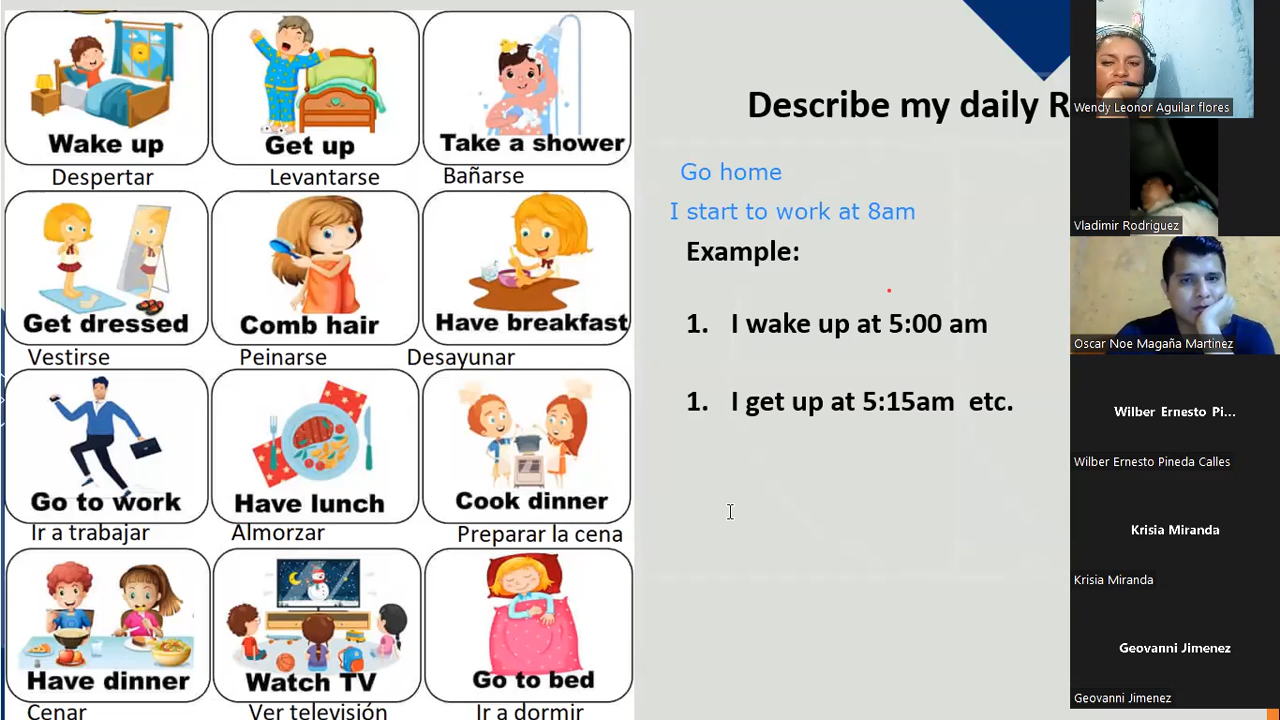 Wake up
Get up
Take a shower
Despertar
Levantarse
Bañarse
Get dressed
Comb hair
Have breakfast
Vestirse
Peinarse
Desayunar
Go to work
Have lunch
Cook dinner
Ir a trabajar
Almorzar
Preparar la cena
Have dinner
Watch TV
Go to bed
Cenar
Ver televisión
Ir a dormir
Describe my daily R
Go home
I start to work at 8am
Example:
1. I wake up at 5:00 am
1. I get up at 5:15am etc.
Wendy Leonor Aguilar flores
Vladimir Rodriguez
Oscar Noe Magaña Martinez
Wilber Ernesto Pi...
Wilber Ernesto Pineda Calles
Krisia Miranda
Krisia Miranda
Geovanni Jimenez
Geovanni Jimenez